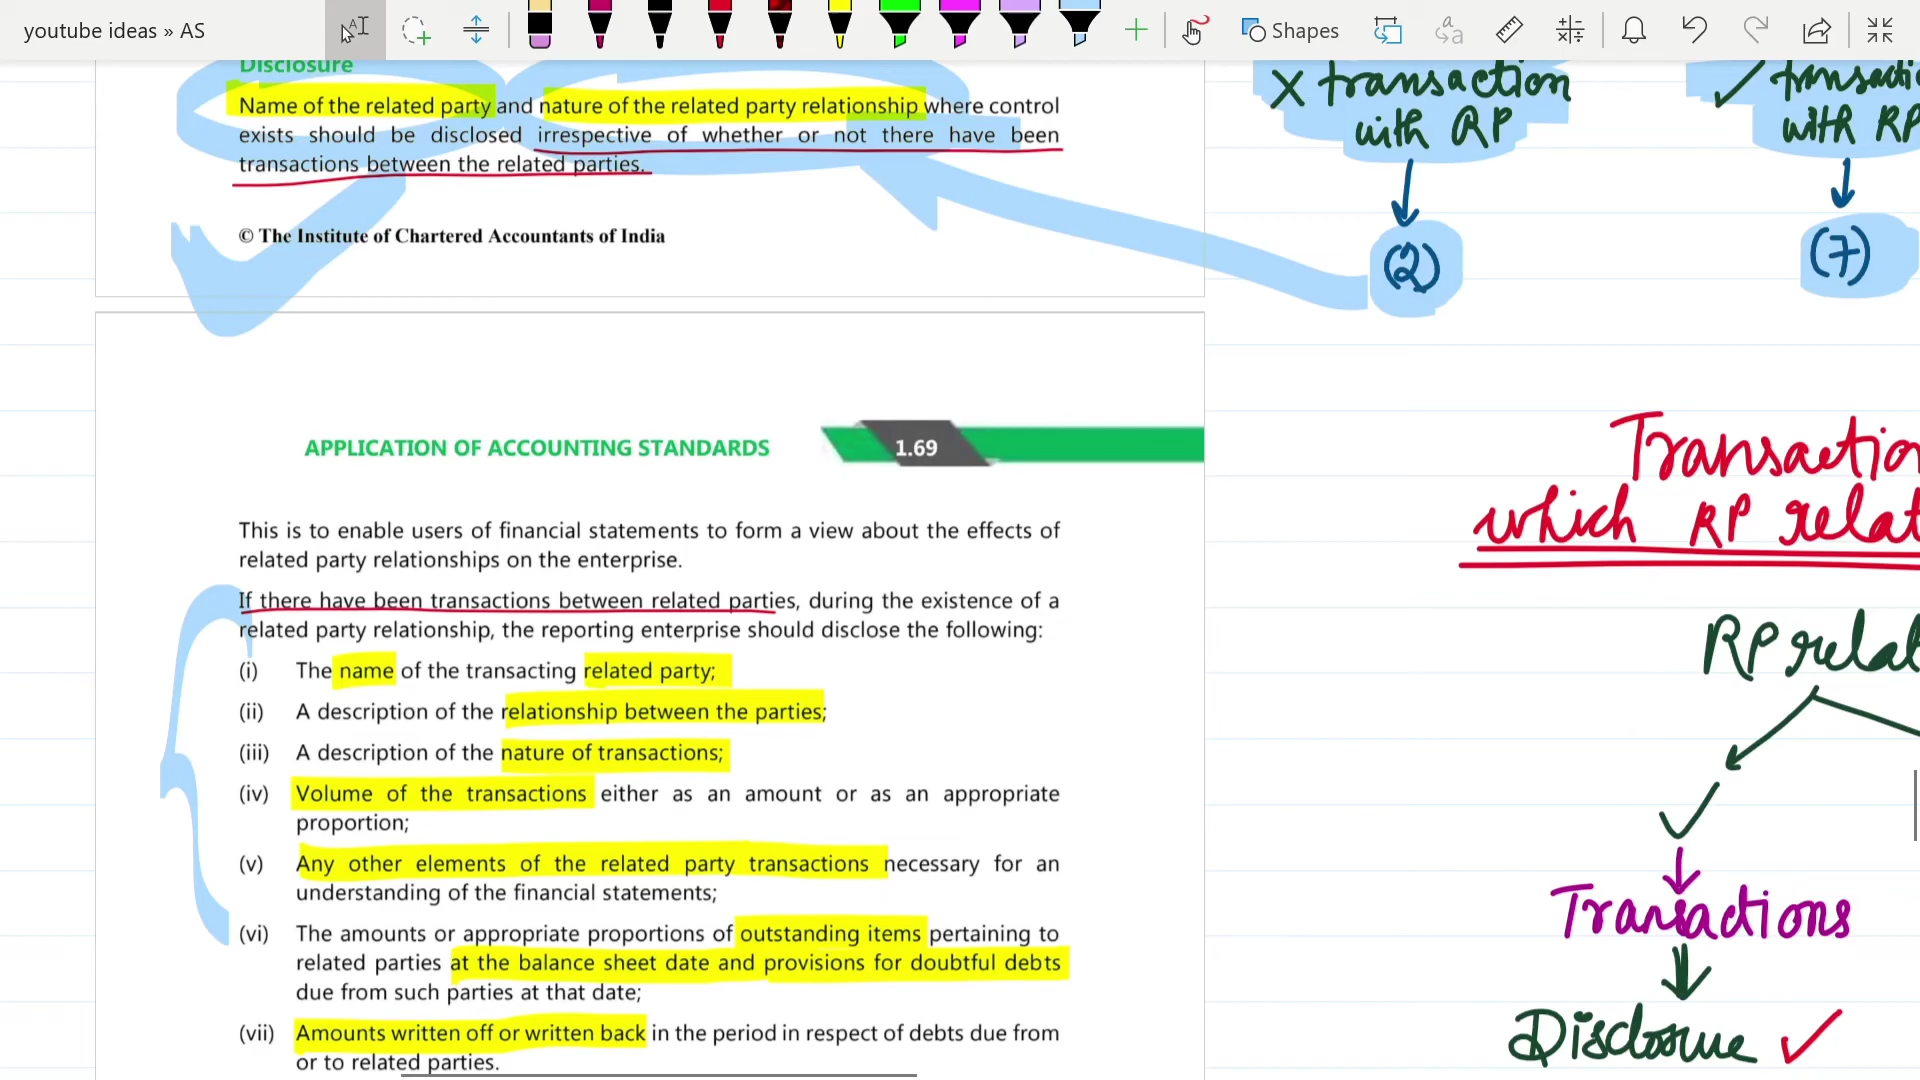 youtube ideas » AS
Shapes
Disclosure
Name of the related party and nature of the related party relationship where control
exists should be disclosed irrespective of whether or not there have been
transactions between the related parties.
© The Institute of Chartered Accountants of India
APPLICATION OF ACCOUNTING STANDARDS 1.69
This is to enable users of financial statements to form a view about the effects of
related party relationships on the enterprise.
If there have been transactions between related parties, during the existence of a
related party relationship, the reporting enterprise should disclose the following:
(i) The name of the transacting related party;
(ii) A description of the relationship between the parties;
(iii) A description of the nature of transactions;
(iv) Volume of the transactions either as an amount or as an appropriate
proportion;
(v) Any other elements of the related party transactions necessary for an
understanding of the financial statements;
(vi) The amounts or appropriate proportions of outstanding items pertaining to
related parties at the balance sheet date and provisions for doubtful debts
due from such parties at that date;
(vii) Amounts written off or written back in the period in respect of debts due from
or to related parties.
X transaction
with RP
(2)
✓ transacti
with RP
(7)
Transaction
which RP relat
RP relat
✓
Transactions
Disclosure ✓